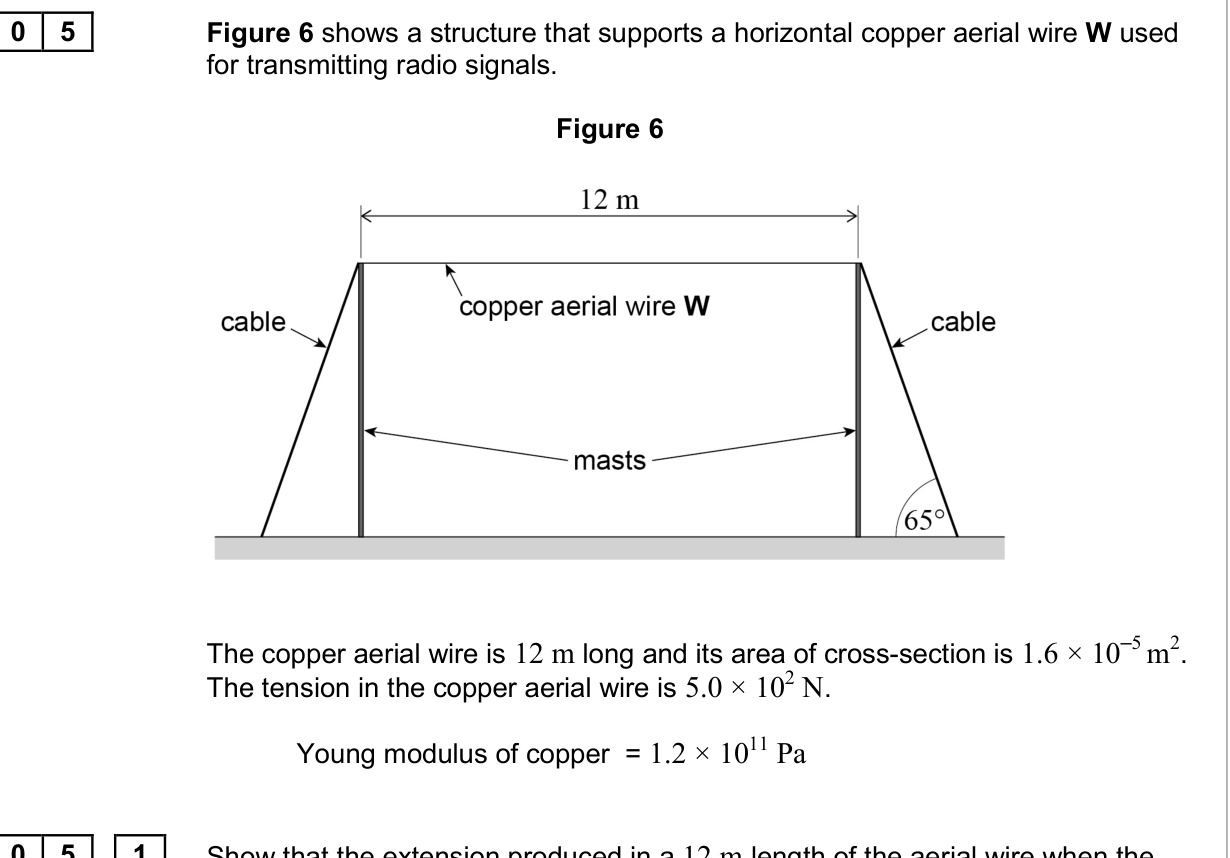 0 5
Figure 6 shows a structure that supports a horizontal copper aerial wire W used
for transmitting radio signals.
Figure 6
12 m
copper aerial wire W
cable
cable
masts
65°
The copper aerial wire is 12 m long and its area of cross-section is 1.6 × 10⁻⁵ m².
The tension in the copper aerial wire is 5.0 × 10² N.
Young modulus of copper = 1.2 × 10¹¹ Pa
0 5 1
Show that the extension produced in a 12 m length of the aerial wire when the